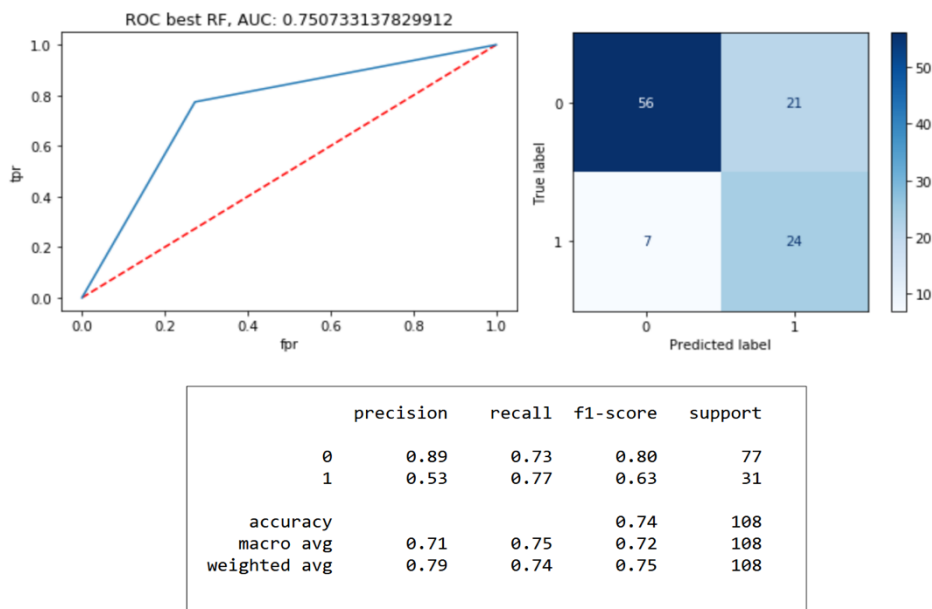 ROC best RF, AUC: 0.750733137829912
1.0
0.8
0.6
0.4
0.2
0.0
tpr
0.0 0.2 0.4 0.6 0.8 1.0
fpr
True label
0
1
56 21
7 24
0 1
Predicted label
50
40
30
20
10
precision recall f1-score support
0 0.89 0.73 0.80 77
1 0.53 0.77 0.63 31
accuracy 0.74 108
macro avg 0.71 0.75 0.72 108
weighted avg 0.79 0.74 0.75 108